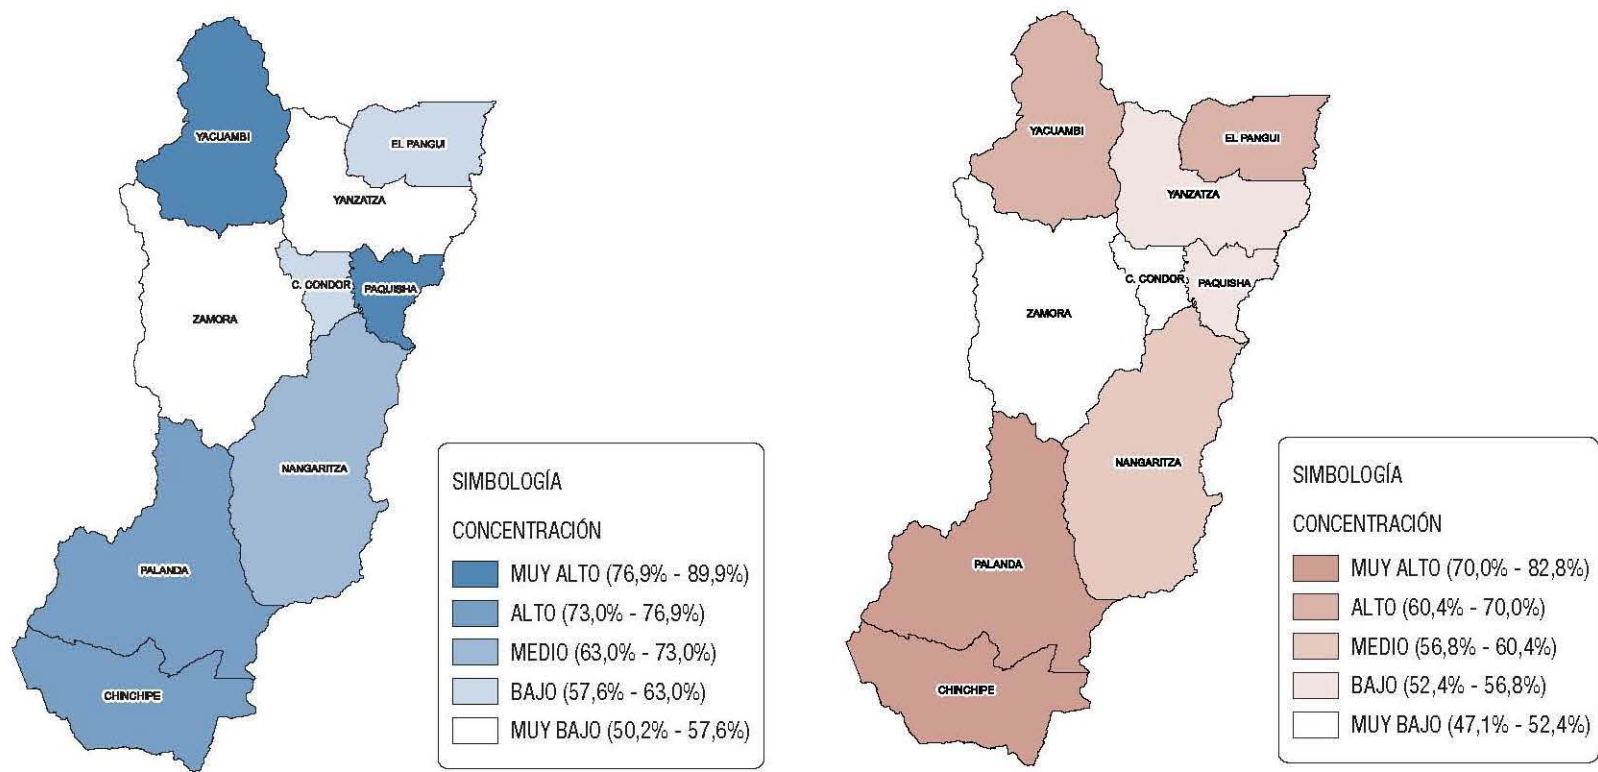 YACUAMBI
EL PANGUI
YANZATZA
C. CONDOR
PAQUISHA
ZAMORA
NANGARITZA
PALANDA
CHINCHIPE
SIMBOLOGÍA
CONCENTRACIÓN
MUY ALTO (76,9% - 89,9%)
ALTO (73,0% - 76,9%)
MEDIO (63,0% - 73,0%)
BAJO (57,6% - 63,0%)
MUY BAJO (50,2% - 57,6%)
YACUAMBI
EL PANGUI
YANZATZA
C. CONDOR
PAQUISHA
ZAMORA
NANGARITZA
PALANDA
CHINCHIPE
SIMBOLOGÍA
CONCENTRACIÓN
MUY ALTO (70,0% - 82,8%)
ALTO (60,4% - 70,0%)
MEDIO (56,8% - 60,4%)
BAJO (52,4% - 56,8%)
MUY BAJO (47,1% - 52,4%)